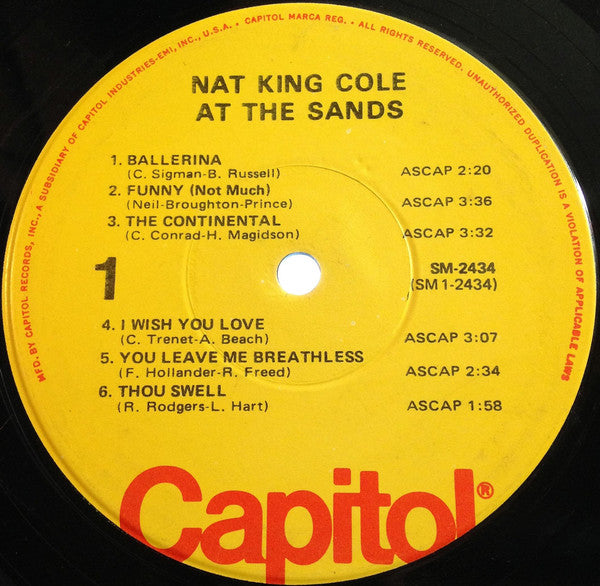 MFD. BY CAPITOL RECORDS, INC., A SUBSIDIARY OF CAPITOL INDUSTRIES-EMI, INC., U.S.A. • CAPITOL MARCA REG. • ALL RIGHTS RESERVED. UNAUTHORIZED DUPLICATION IS A VIOLATION OF APPLICABLE LAWS
NAT KING COLE
AT THE SANDS
1. BALLERINA
(C. Sigman-B. Russell) ASCAP 2:20
2. FUNNY (Not Much)
(Neil-Broughton-Prince) ASCAP 3:36
3. THE CONTINENTAL
(C. Conrad-H. Magidson) ASCAP 3:32
1
SM-2434
(SM1-2434)
4. I WISH YOU LOVE
(C. Trenet-A. Beach) ASCAP 3:07
5. YOU LEAVE ME BREATHLESS
(F. Hollander-R. Freed) ASCAP 2:34
6. THOU SWELL
(R. Rodgers-L. Hart) ASCAP 1:58
Capitol®